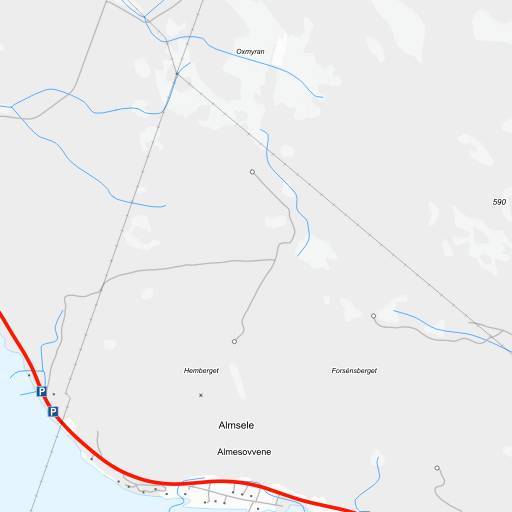 Oxmyran
590
Hemberget
Forsénsberget
Almsele
Almesovvene
P
P